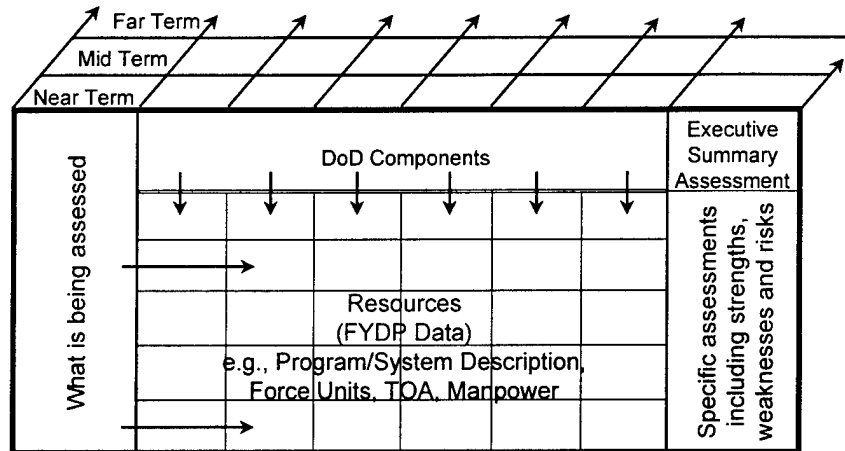 Far Term
Mid Term
Near Term
What is being assessed
DoD Components
Executive
Summary
Assessment
Resources
(FYDP Data)
e.g., Program/System Description,
Force Units, TOA, Manpower
Specific assessments
including strengths,
weaknesses and risks